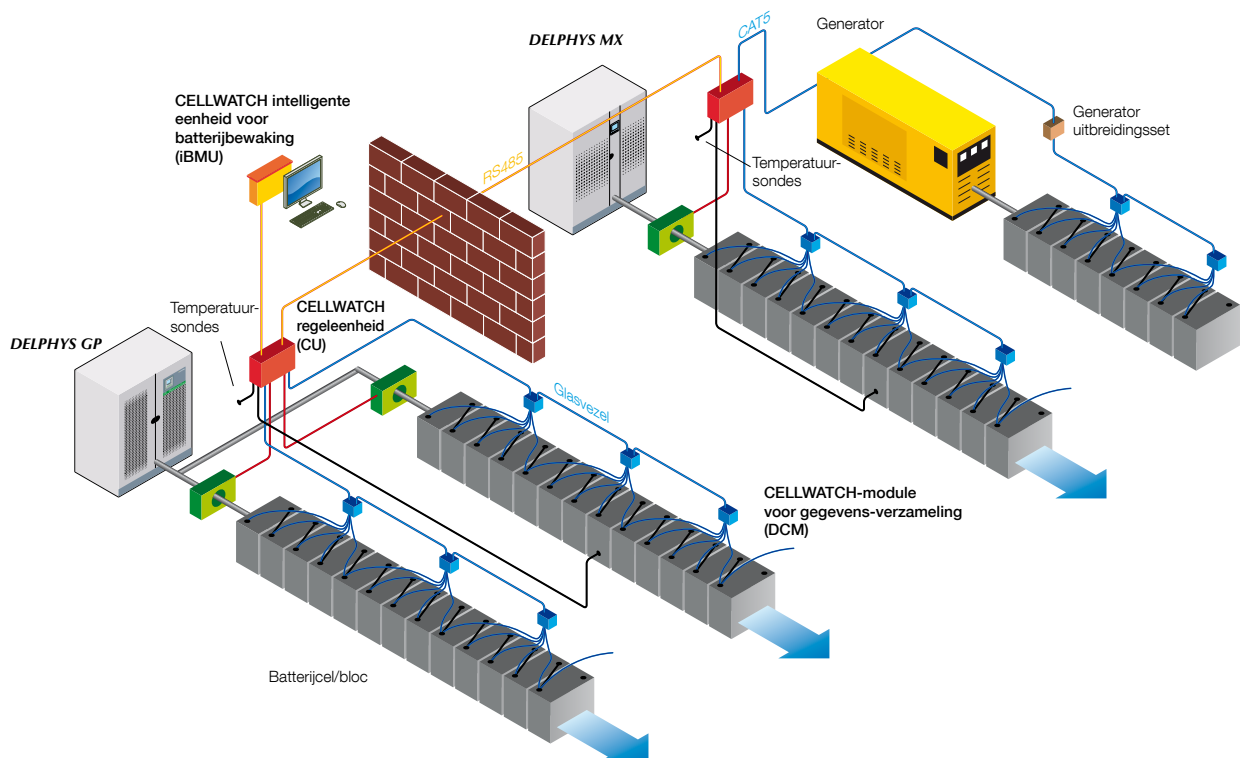 DELPHYS MX
CAT5
Generator
CELLWATCH intelligente
eenheid voor
batterijbewaking
(iBMU)
Generator
uitbreidingsset
RS485
Temperatuur-
sondes
Temperatuur-
sondes
CELLWATCH
regeleenheid
(CU)
DELPHYS GP
Glasvezel
CELLWATCH-module
voor gegevens-verzameling
(DCM)
Batterijcel/bloc